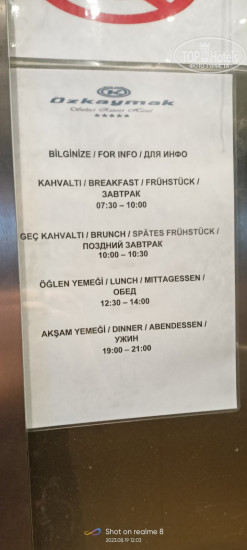 Ozkaymak
★★★★★
BİLGİNİZE / FOR INFO / ДЛЯ ИНФО
KAHVALTI / BREAKFAST / FRÜHSTÜCK /
ЗАВТРАК
07:30 – 10:00
GEÇ KAHVALTI / BRUNCH / SPÄTES FRÜHSTÜCK /
ПОЗДНИЙ ЗАВТРАК
10:00 – 10:30
ÖĞLEN YEMEĞİ / LUNCH / MITTAGESSEN /
ОБЕД
12:30 – 14:00
AKŞAM YEMEĞİ / DINNER / ABENDESSEN /
УЖИН
19:00 – 21:00
Shot on realme 8